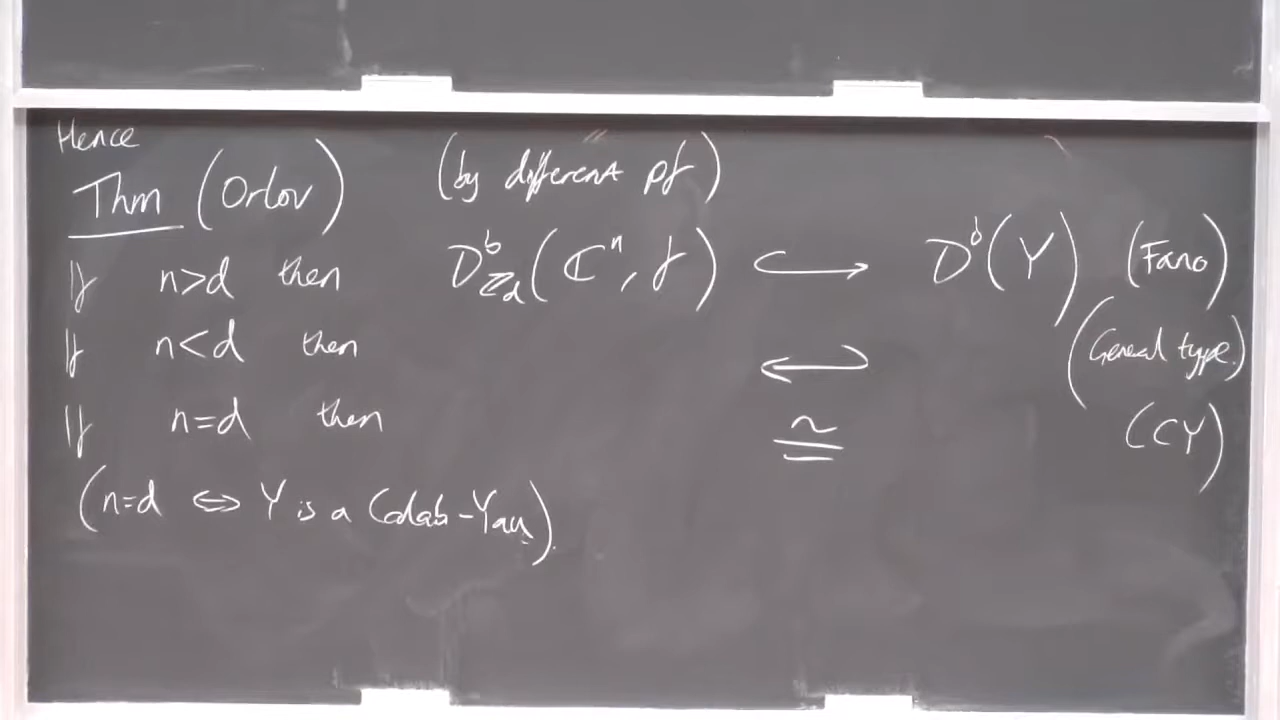 Hence
Thm (Orlov) (by different pf)
If n>d then D^b_{ℤ_d}(ℂ^n, f) ↪ D^b(Y) (Fano)
If n<d then ↩ (General type.)
If n=d then ≅ (CY)
(n=d ⇔ Y is a Calab-Yau).